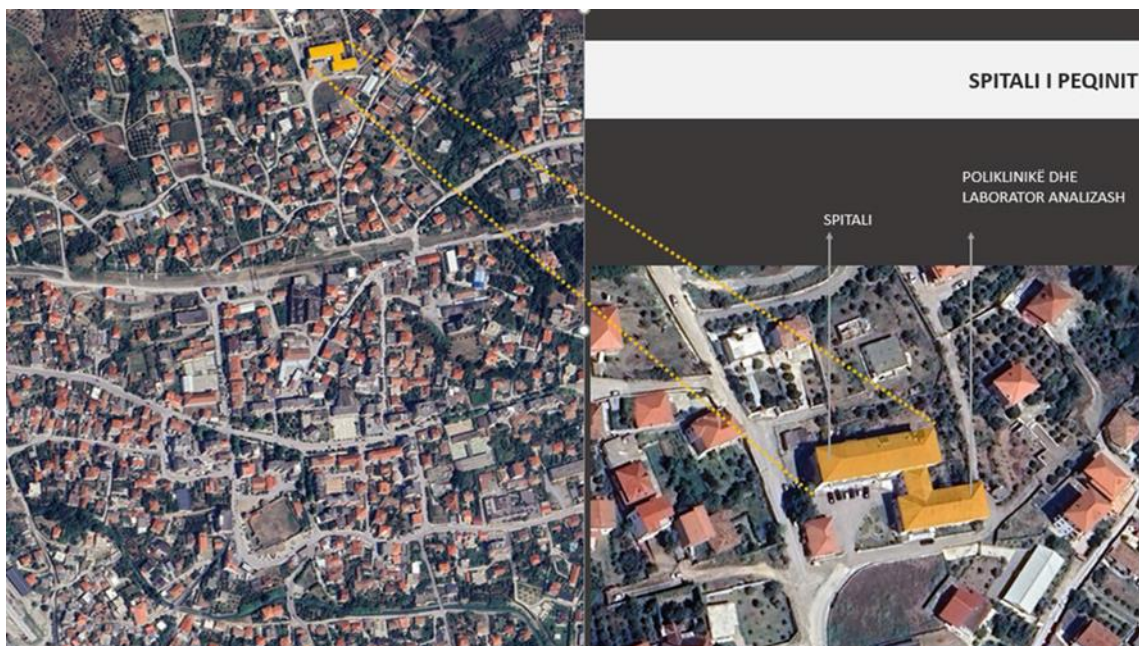 SPITALI I PEQINIT
POLIKLINIKË DHE
LABORATOR ANALIZASH
SPITALI